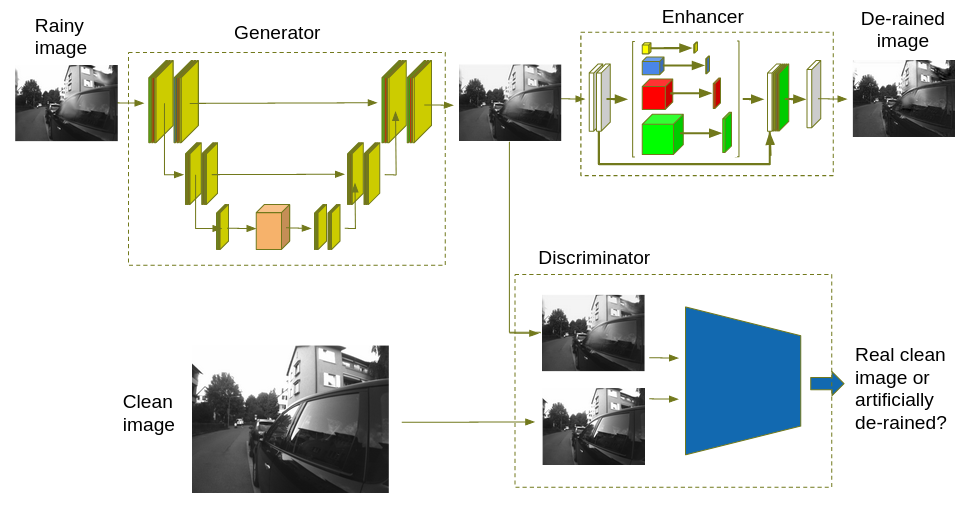 Rainy
image
Generator
Enhancer
De-rained
image
Discriminator
Clean
image
Real clean
image or
artificially
de-rained?